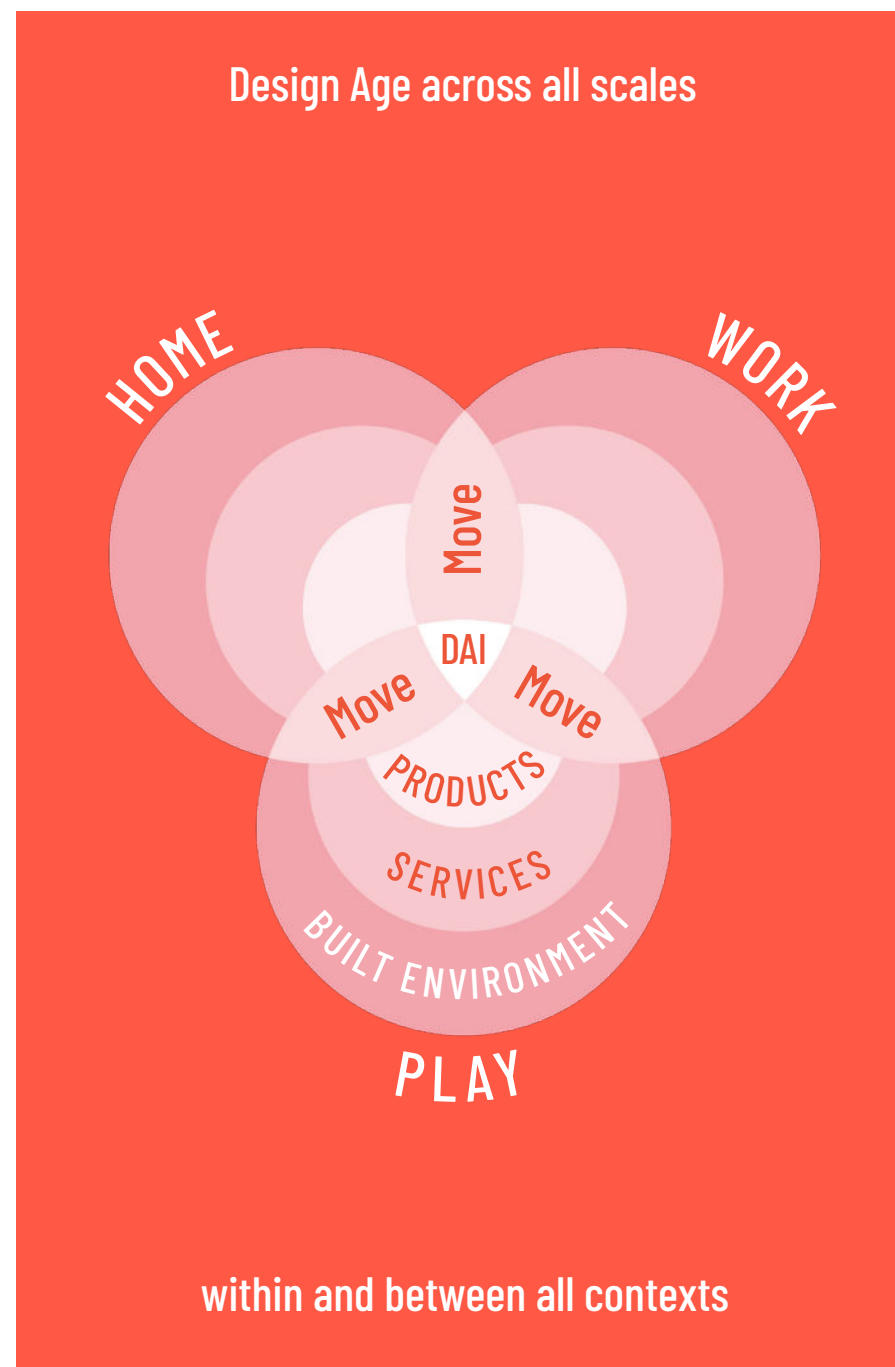 Design Age across all scales
HOME
WORK
Move
DAI
Move
Move
PRODUCTS
SERVICES
BUILT ENVIRONMENT
PLAY
within and between all contexts